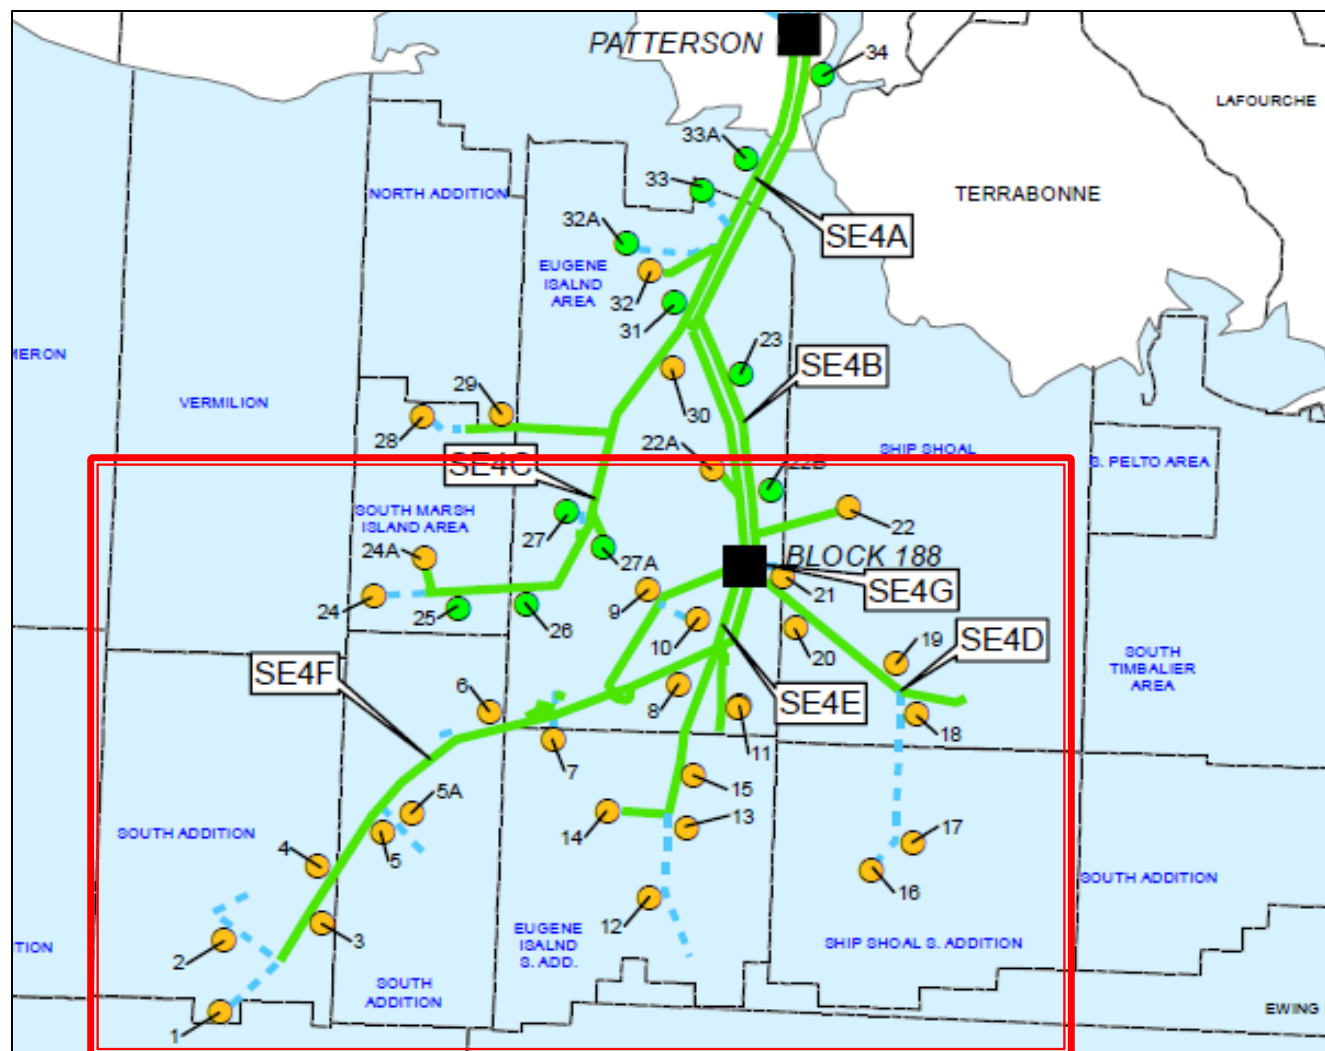 PATTERSON
34
LAFOURCHE
33A
33
NORTH ADDITION
TERRABONNE
32A
SE4A
EUGENE
ISALND
AREA
32
31
MERON
23
SE4B
VERMILION
29
30
28
22A
SHIP SHOAL
SE4C
22B
S. PELTO AREA
SOUTH MARSH
ISLAND AREA
27
22
24A
27A
BLOCK 188
24
25
26
9
SE4G
21
10
20
19
SE4D
SOUTH
TIMBALIER
AREA
SE4F
6
8
SE4E
18
7
11
15
5A
SOUTH ADDITION
14
13
17
4
5
16
SOUTH ADDITION
12
3
2
EUGENE
ISALND
S. ADD.
SHIP SHOAL S. ADDITION
TION
SOUTH
ADDITION
EWING
1